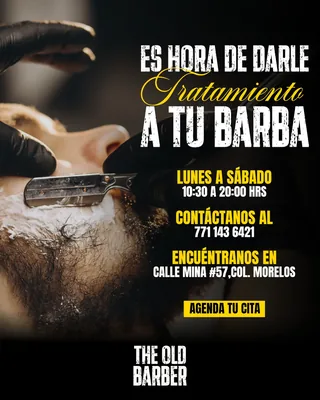 ES HORA DE DARLE
Tratamiento
A TU BARBA
LUNES A SÁBADO
10:30 A 20:00 HRS
CONTÁCTANOS AL
771 143 6421
ENCUÉNTRANOS EN
CALLE MINA #57,COL. MORELOS
AGENDA TU CITA
THE OLD
BARBER